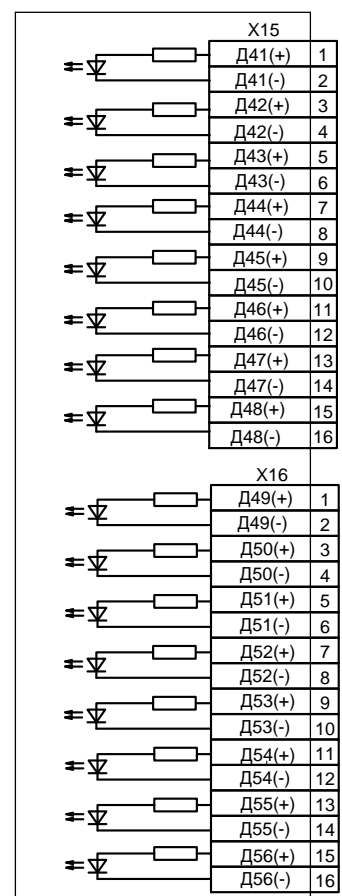 X15
Д41(+) 1
Д41(-) 2
Д42(+) 3
Д42(-) 4
Д43(+) 5
Д43(-) 6
Д44(+) 7
Д44(-) 8
Д45(+) 9
Д45(-) 10
Д46(+) 11
Д46(-) 12
Д47(+) 13
Д47(-) 14
Д48(+) 15
Д48(-) 16
X16
Д49(+) 1
Д49(-) 2
Д50(+) 3
Д50(-) 4
Д51(+) 5
Д51(-) 6
Д52(+) 7
Д52(-) 8
Д53(+) 9
Д53(-) 10
Д54(+) 11
Д54(-) 12
Д55(+) 13
Д55(-) 14
Д56(+) 15
Д56(-) 16